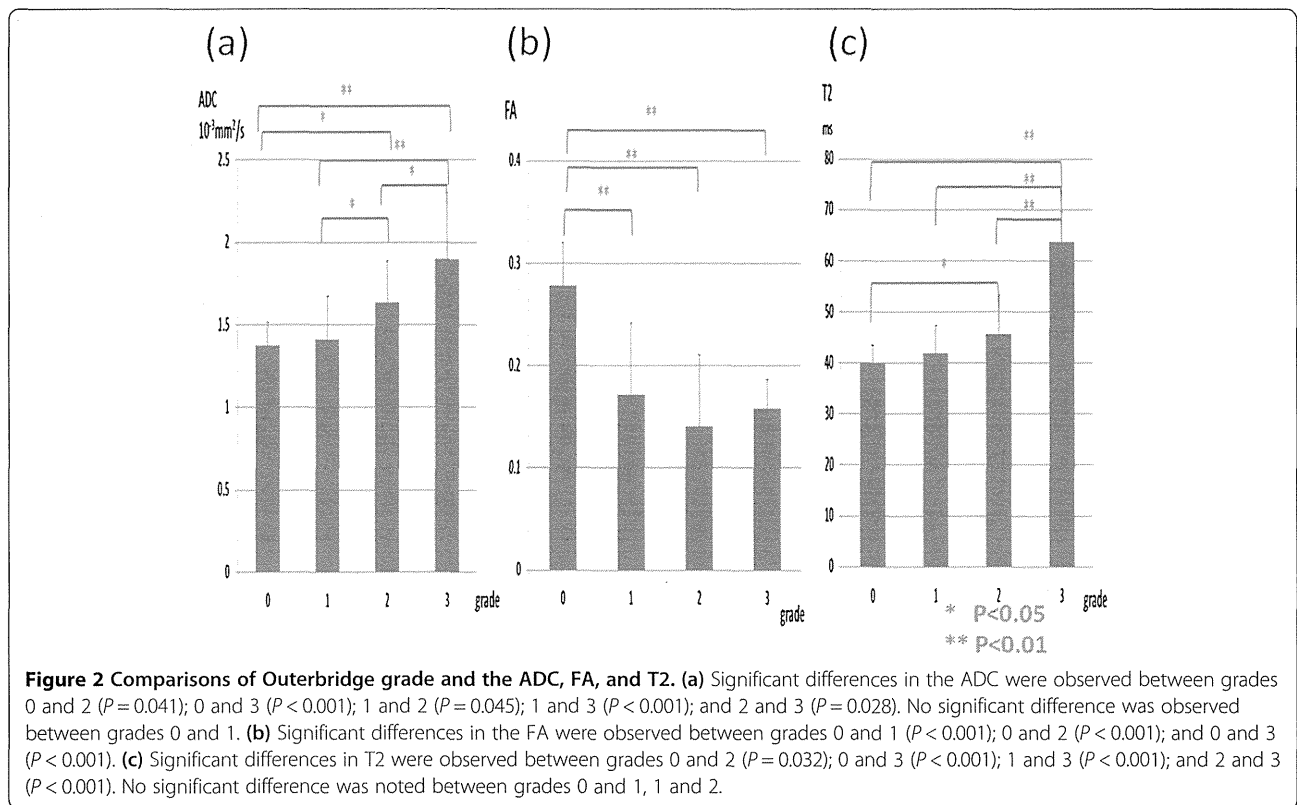 (a)
(b)
(c)
ADC
10⁻³mm²/s
**
*
**
*
*
2.5
2
1.5
1
0.5
0
0 1 2 3 grade
FA
**
**
**
0.4
0.3
0.2
0.1
0
0 1 2 3 grade
T2
ms
**
**
**
*
80
70
60
50
40
30
20
10
0
0 1 2 3 grade
* P<0.05
** P<0.01
Figure 2 Comparisons of Outerbridge grade and the ADC, FA, and T2. (a) Significant differences in the ADC were observed between grades
0 and 2 (P = 0.041); 0 and 3 (P < 0.001); 1 and 2 (P = 0.045); 1 and 3 (P < 0.001); and 2 and 3 (P = 0.028). No significant difference was observed
between grades 0 and 1. (b) Significant differences in the FA were observed between grades 0 and 1 (P < 0.001); 0 and 2 (P < 0.001); and 0 and 3
(P < 0.001). (c) Significant differences in T2 were observed between grades 0 and 2 (P = 0.032); 0 and 3 (P < 0.001); 1 and 3 (P < 0.001); and 2 and 3
(P < 0.001). No significant difference was noted between grades 0 and 1, 1 and 2.